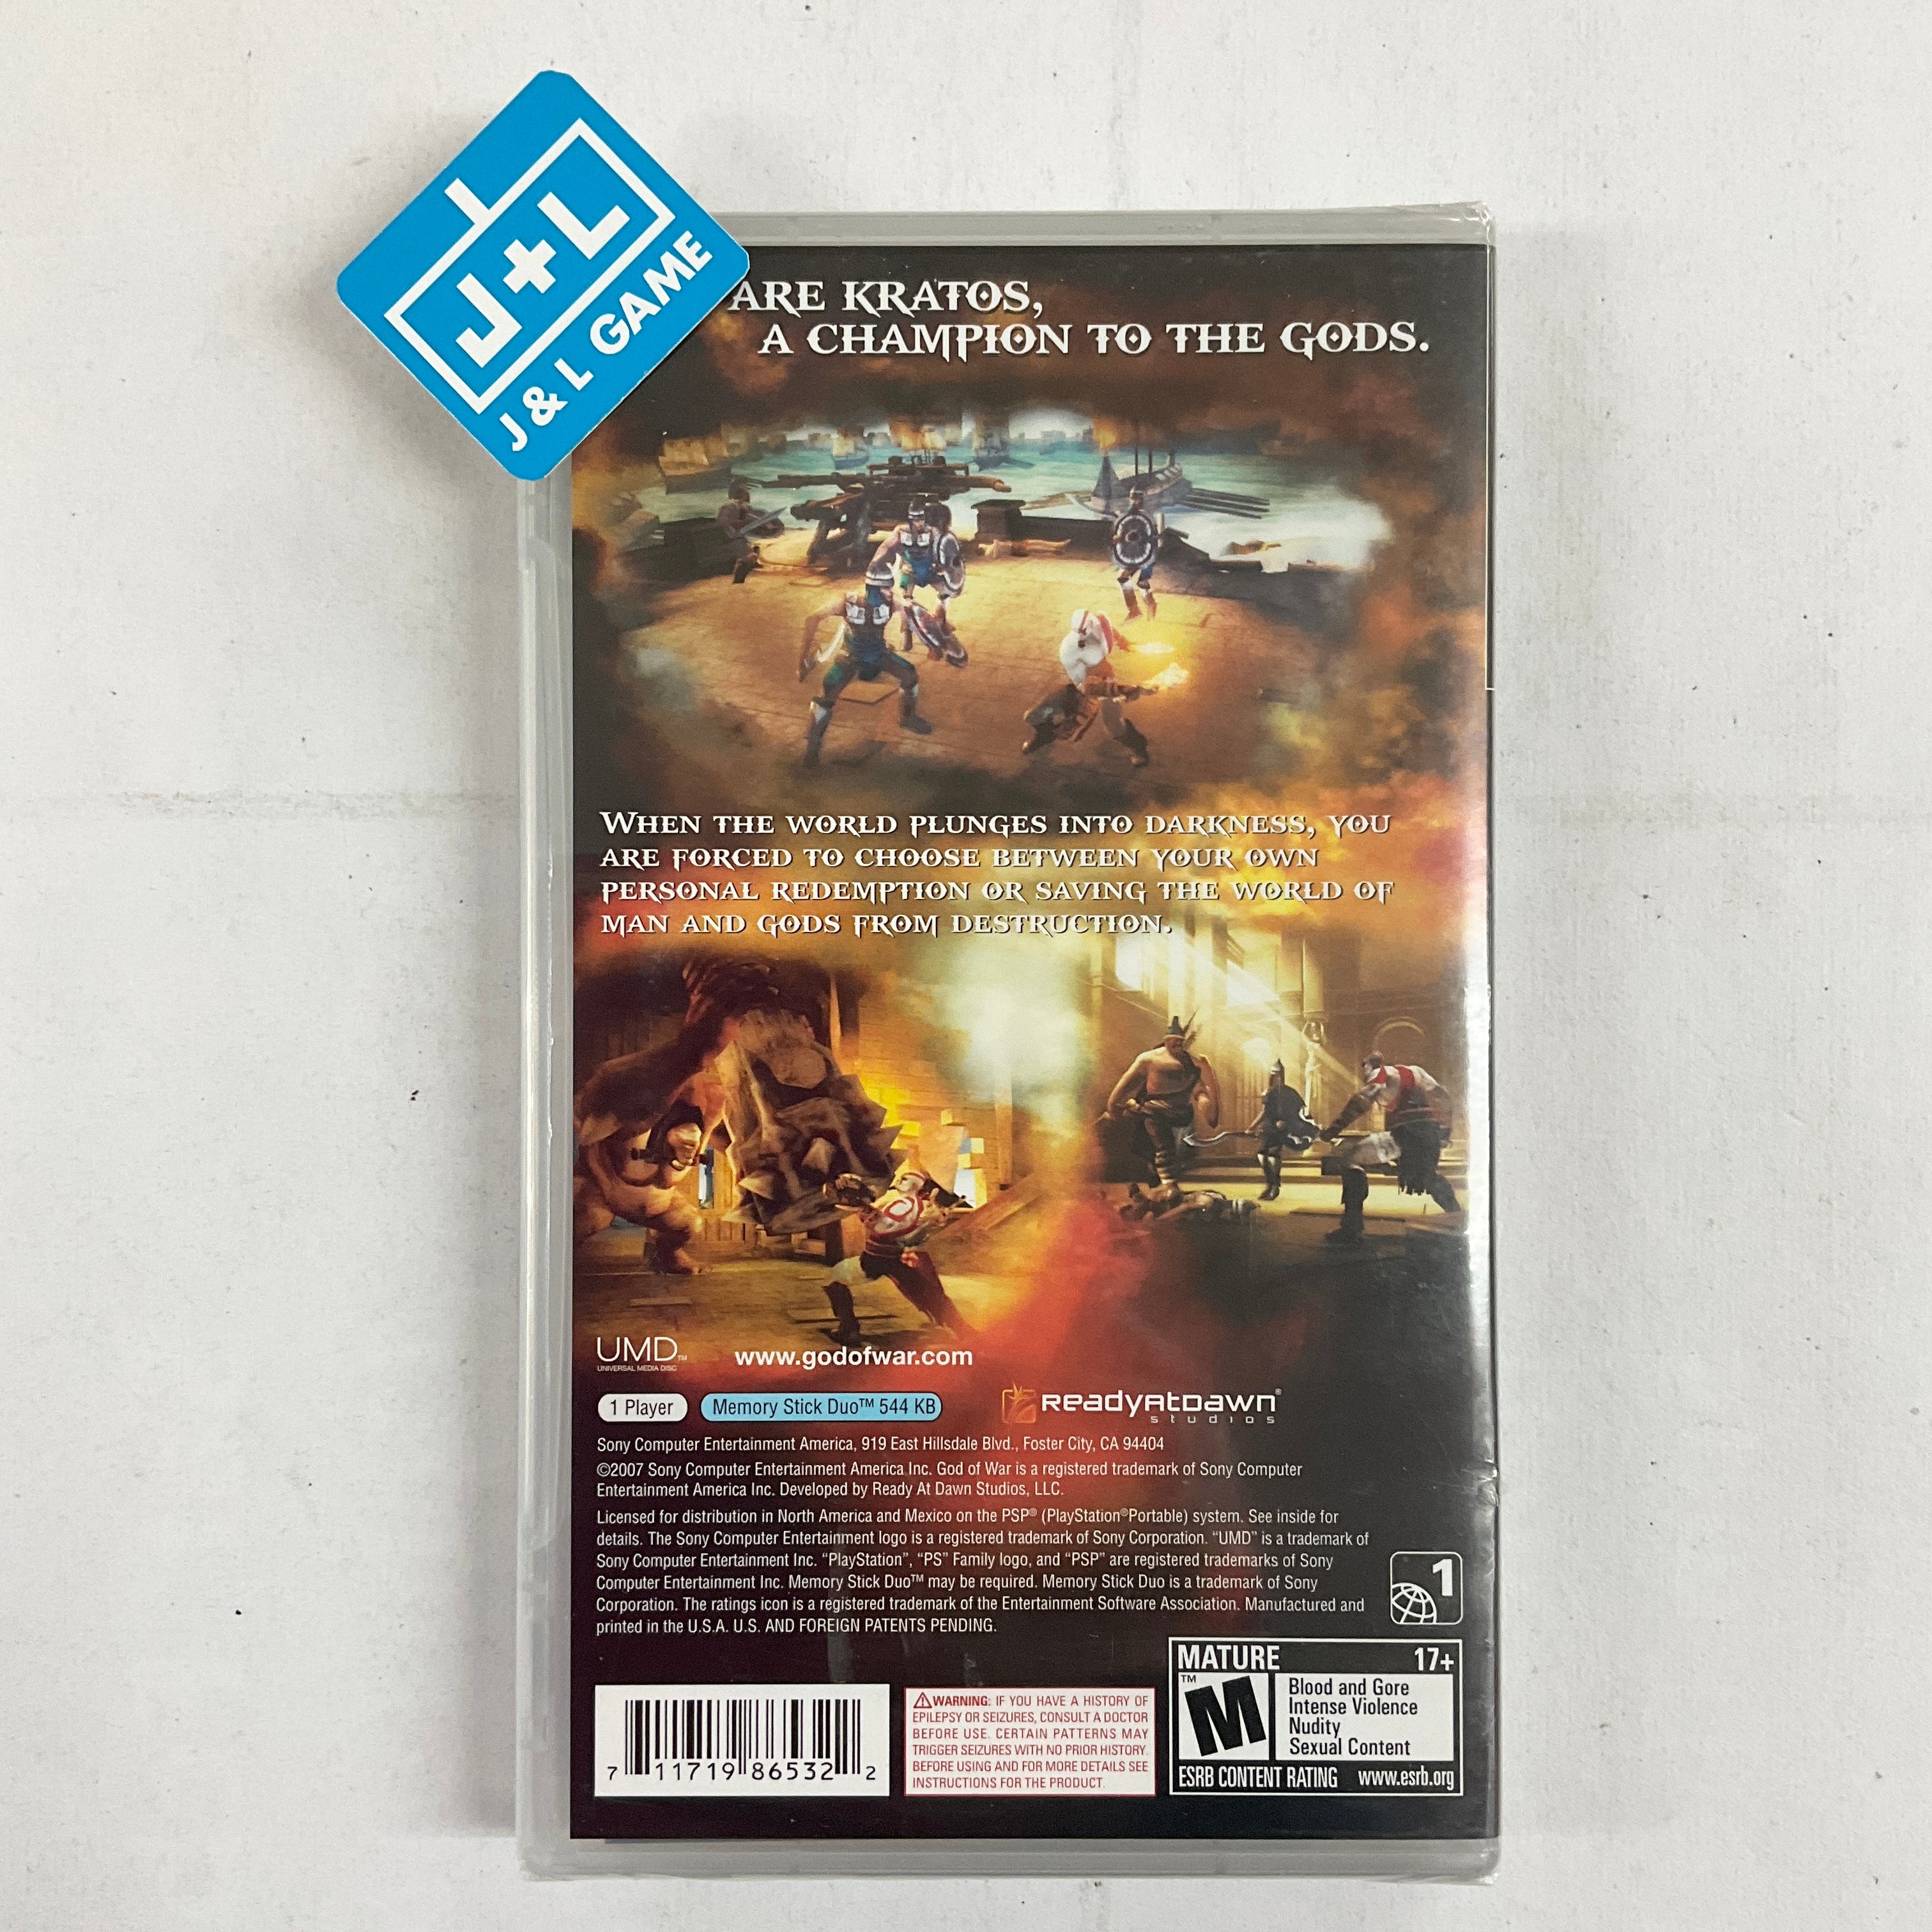 J+L
J & L GAME
ARE KRATOS,
A CHAMPION TO THE GODS.
WHEN THE WORLD PLUNGES INTO DARKNESS, YOU
ARE FORCED TO CHOOSE BETWEEN YOUR OWN
PERSONAL REDEMPTION OR SAVING THE WORLD OF
MAN AND GODS FROM DESTRUCTION.
UMD™
UNIVERSAL MEDIA DISC
www.godofwar.com
1 Player
Memory Stick Duo™ 544 KB
ReadyAtDawn®
studios
Sony Computer Entertainment America, 919 East Hillsdale Blvd., Foster City, CA 94404
©2007 Sony Computer Entertainment America Inc. God of War is a registered trademark of Sony Computer
Entertainment America Inc. Developed by Ready At Dawn Studios, LLC.
Licensed for distribution in North America and Mexico on the PSP® (PlayStation®Portable) system. See inside for
details. The Sony Computer Entertainment logo is a registered trademark of Sony Corporation. “UMD” is a trademark of
Sony Computer Entertainment Inc. “PlayStation”, “PS” Family logo, and “PSP” are registered trademarks of Sony
Computer Entertainment Inc. Memory Stick Duo™ may be required. Memory Stick Duo is a trademark of Sony
Corporation. The ratings icon is a registered trademark of the Entertainment Software Association. Manufactured and
printed in the U.S.A. U.S. AND FOREIGN PATENTS PENDING.
1
MATURE 17+
™
M
Blood and Gore
Intense Violence
Nudity
Sexual Content
ESRB CONTENT RATING www.esrb.org
WARNING: IF YOU HAVE A HISTORY OF
EPILEPSY OR SEIZURES, CONSULT A DOCTOR
BEFORE USE. CERTAIN PATTERNS MAY
TRIGGER SEIZURES WITH NO PRIOR HISTORY.
BEFORE USING AND FOR MORE DETAILS SEE
INSTRUCTIONS FOR THE PRODUCT.
7 11719 86532 2